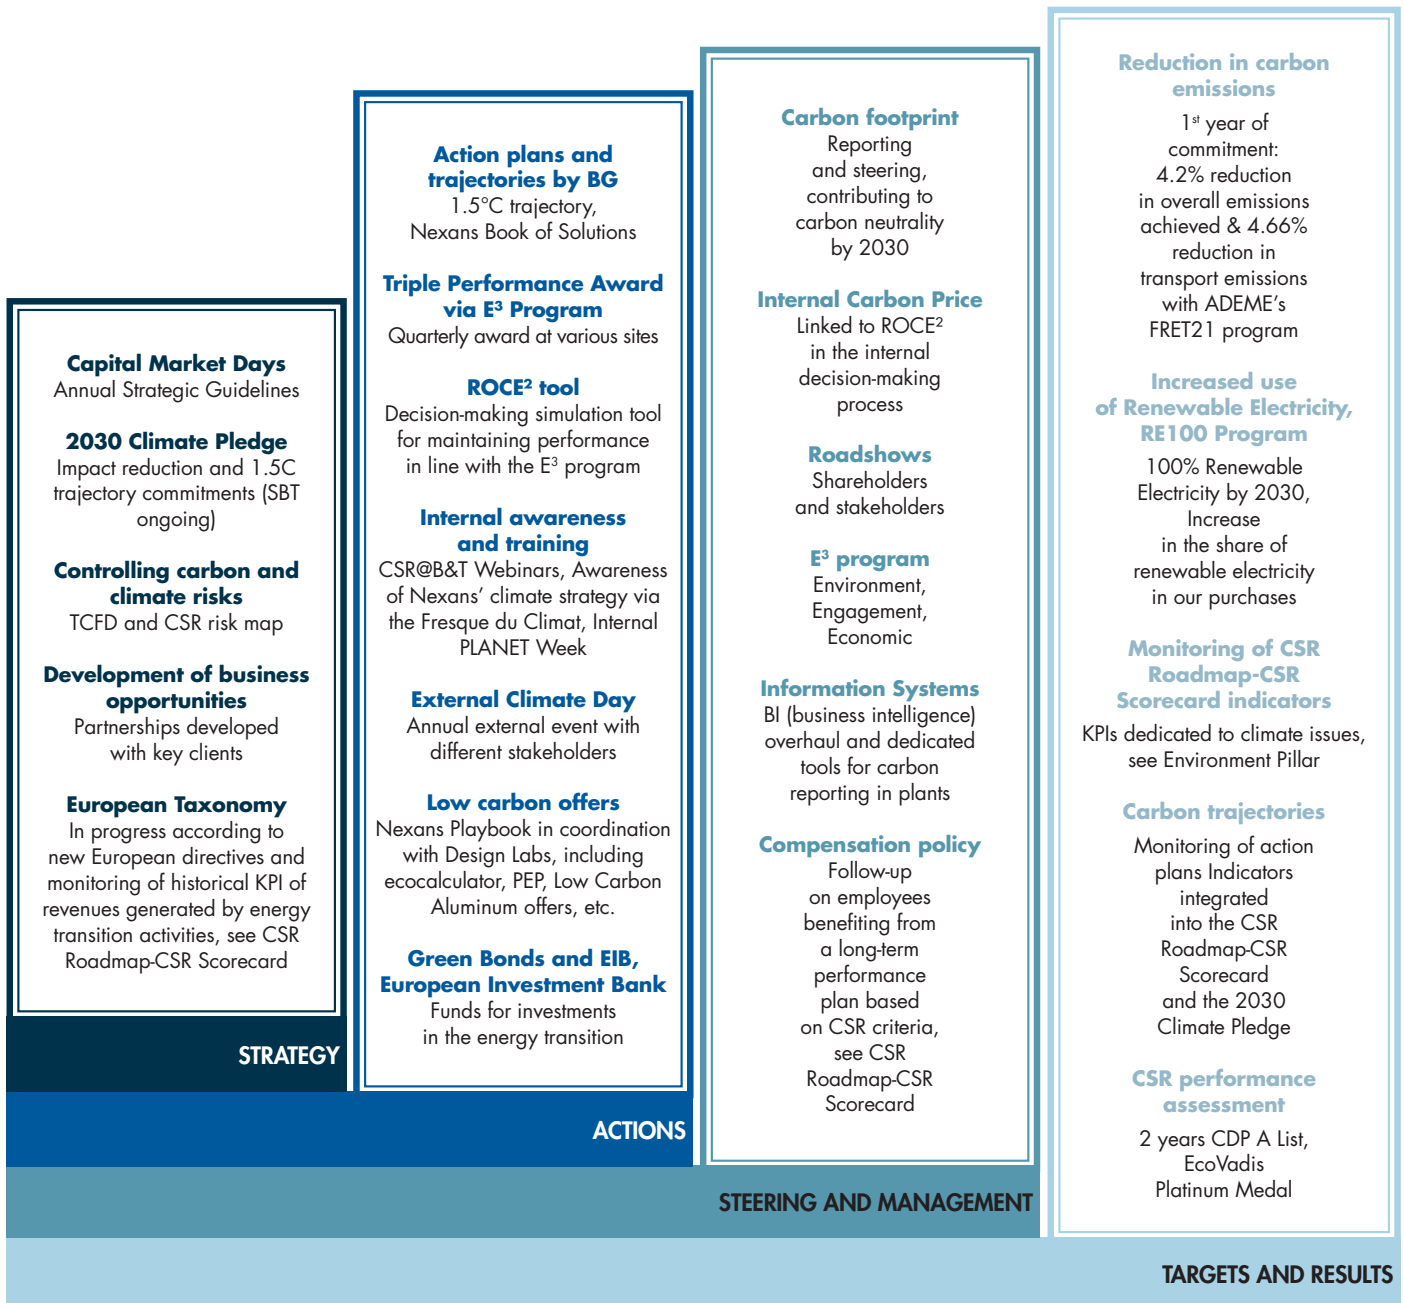 Capital Market Days
Annual Strategic Guidelines
2030 Climate Pledge
Impact reduction and 1.5C
trajectory commitments (SBT
ongoing)
Controlling carbon and
climate risks
TCFD and CSR risk map
Development of business
opportunities
Partnerships developed
with key clients
European Taxonomy
In progress according to
new European directives and
monitoring of historical KPI of
revenues generated by energy
transition activities, see CSR
Roadmap-CSR Scorecard
STRATEGY
Action plans and
trajectories by BG
1.5°C trajectory,
Nexans Book of Solutions
Triple Performance Award
via E³ Program
Quarterly award at various sites
ROCE² tool
Decision-making simulation tool
for maintaining performance
in line with the E³ program
Internal awareness
and training
CSR@B&T Webinars, Awareness
of Nexans’ climate strategy via
the Fresque du Climat, Internal
PLANET Week
External Climate Day
Annual external event with
different stakeholders
Low carbon offers
Nexans Playbook in coordination
with Design Labs, including
ecocalculator, PEP, Low Carbon
Aluminum offers, etc.
Green Bonds and EIB,
European Investment Bank
Funds for investments
in the energy transition
ACTIONS
Carbon footprint
Reporting
and steering,
contributing to
carbon neutrality
by 2030
Internal Carbon Price
Linked to ROCE²
in the internal
decision-making
process
Roadshows
Shareholders
and stakeholders
E³ program
Environment,
Engagement,
Economic
Information Systems
BI (business intelligence)
overhaul and dedicated
tools for carbon
reporting in plants
Compensation policy
Follow-up
on employees
benefiting from
a long-term
performance
plan based
on CSR criteria,
see CSR
Roadmap-CSR
Scorecard
STEERING AND MANAGEMENT
Reduction in carbon
emissions
1st year of
commitment:
4.2% reduction
in overall emissions
achieved & 4.66%
reduction in
transport emissions
with ADEME’s
FRET21 program
Increased use
of Renewable Electricity,
RE100 Program
100% Renewable
Electricity by 2030,
Increase
in the share of
renewable electricity
in our purchases
Monitoring of CSR
Roadmap-CSR
Scorecard indicators
KPIs dedicated to climate issues,
see Environment Pillar
Carbon trajectories
Monitoring of action
plans Indicators
integrated
into the CSR
Roadmap-CSR
Scorecard
and the 2030
Climate Pledge
CSR performance
assessment
2 years CDP A List,
EcoVadis
Platinum Medal
TARGETS AND RESULTS